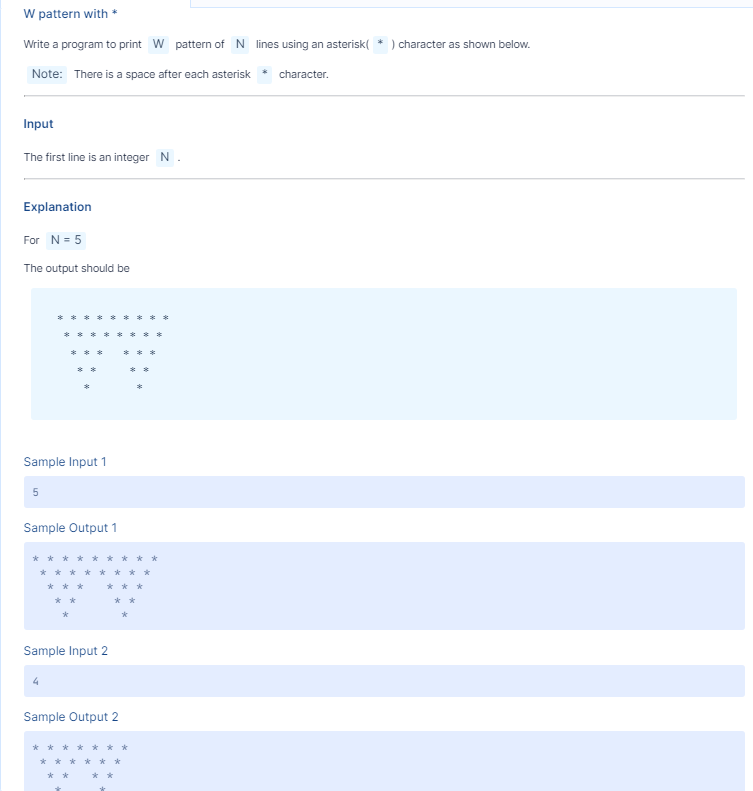 W pattern with *
Write a program to print W pattern of N lines using an asterisk( * ) character as shown below.
Note: There is a space after each asterisk * character.
Input
The first line is an integer N .
Explanation
For N = 5
The output should be
* * * * * * * * *
 * * * * * * * *
  * * *   * * *
   * *     * *
    *       *
Sample Input 1
5
Sample Output 1
* * * * * * * * *
 * * * * * * * *
  * * *   * * *
   * *     * *
    *       *
Sample Input 2
4
Sample Output 2
* * * * * * *
 * * * * * *
  * *   * *
   *     *